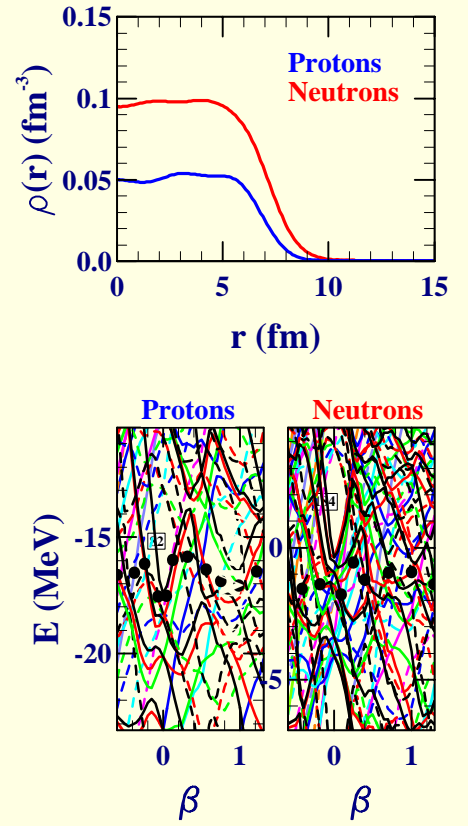 ρ(r) (fm⁻³)
0.1
0.05
0.0
Protons
Neutrons
0 5 10 15
r (fm)
Protons Neutrons
E (MeV)
-15
-20
0
-5
0 1 0 1
β β